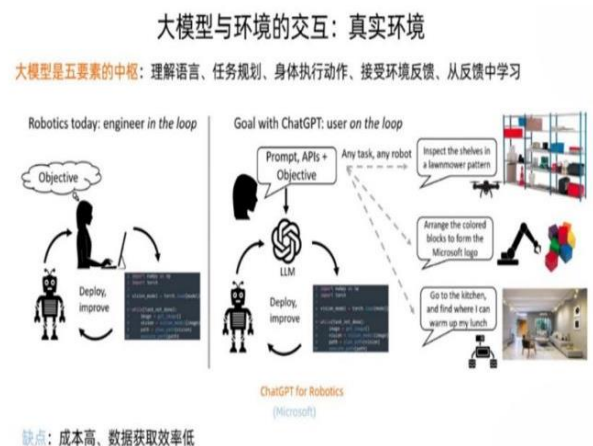 大模型与环境的交互：真实环境
大模型是五要素的中枢：理解语言、任务规划、身体执行动作、接受环境反馈、从反馈中学习
Robotics today: engineer in the loop
Objective
Deploy,
improve
Goal with ChatGPT: user on the loop
Prompt, APIs +
Objective
LLM
Deploy,
improve
Any task, any robot
Inspect the shelves in
a lawnmower pattern
Arrange the colored
blocks to form the
Microsoft logo
Go to the kitchen,
and find where I can
warm up my lunch
ChatGPT for Robotics
(Microsoft)
缺点：成本高、数据获取效率低